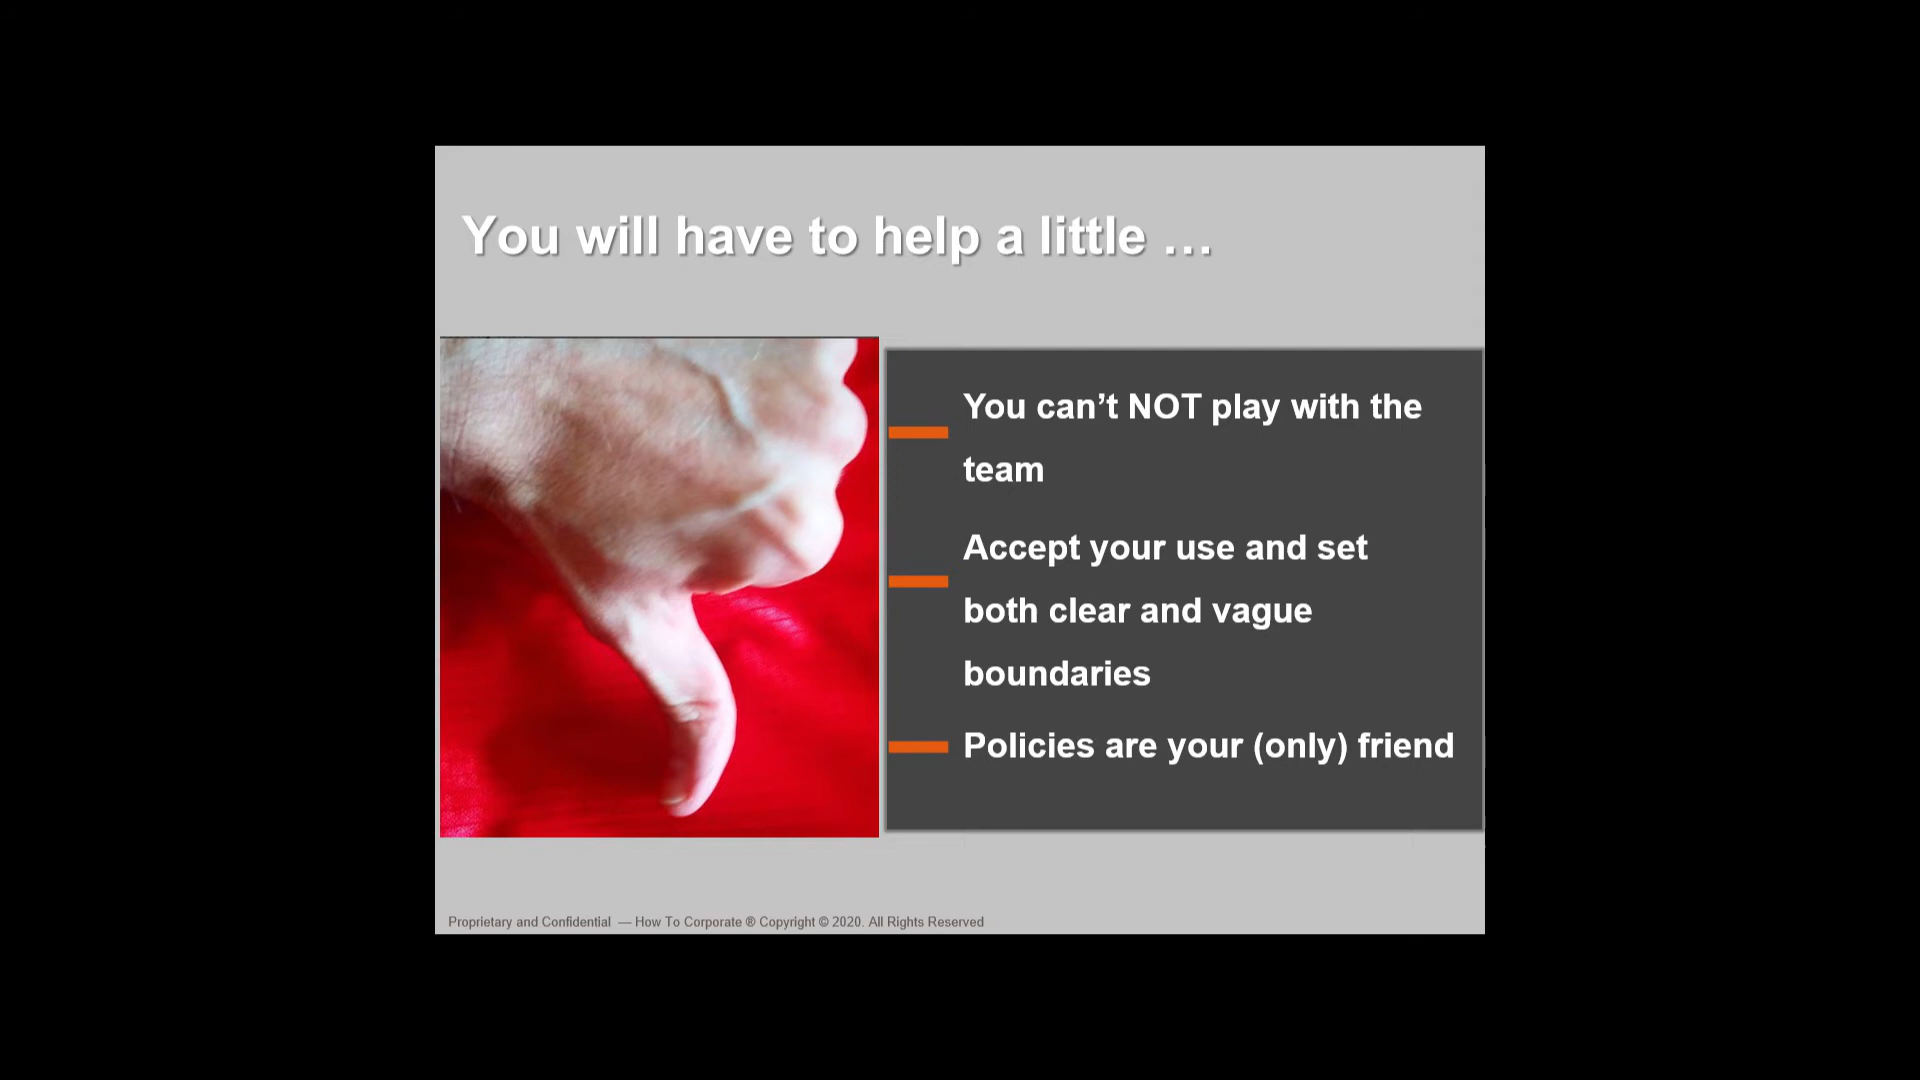 You will have to help a little …
You can’t NOT play with the
team
Accept your use and set
both clear and vague
boundaries
Policies are your (only) friend
Proprietary and Confidential — How To Corporate ® Copyright © 2020. All Rights Reserved